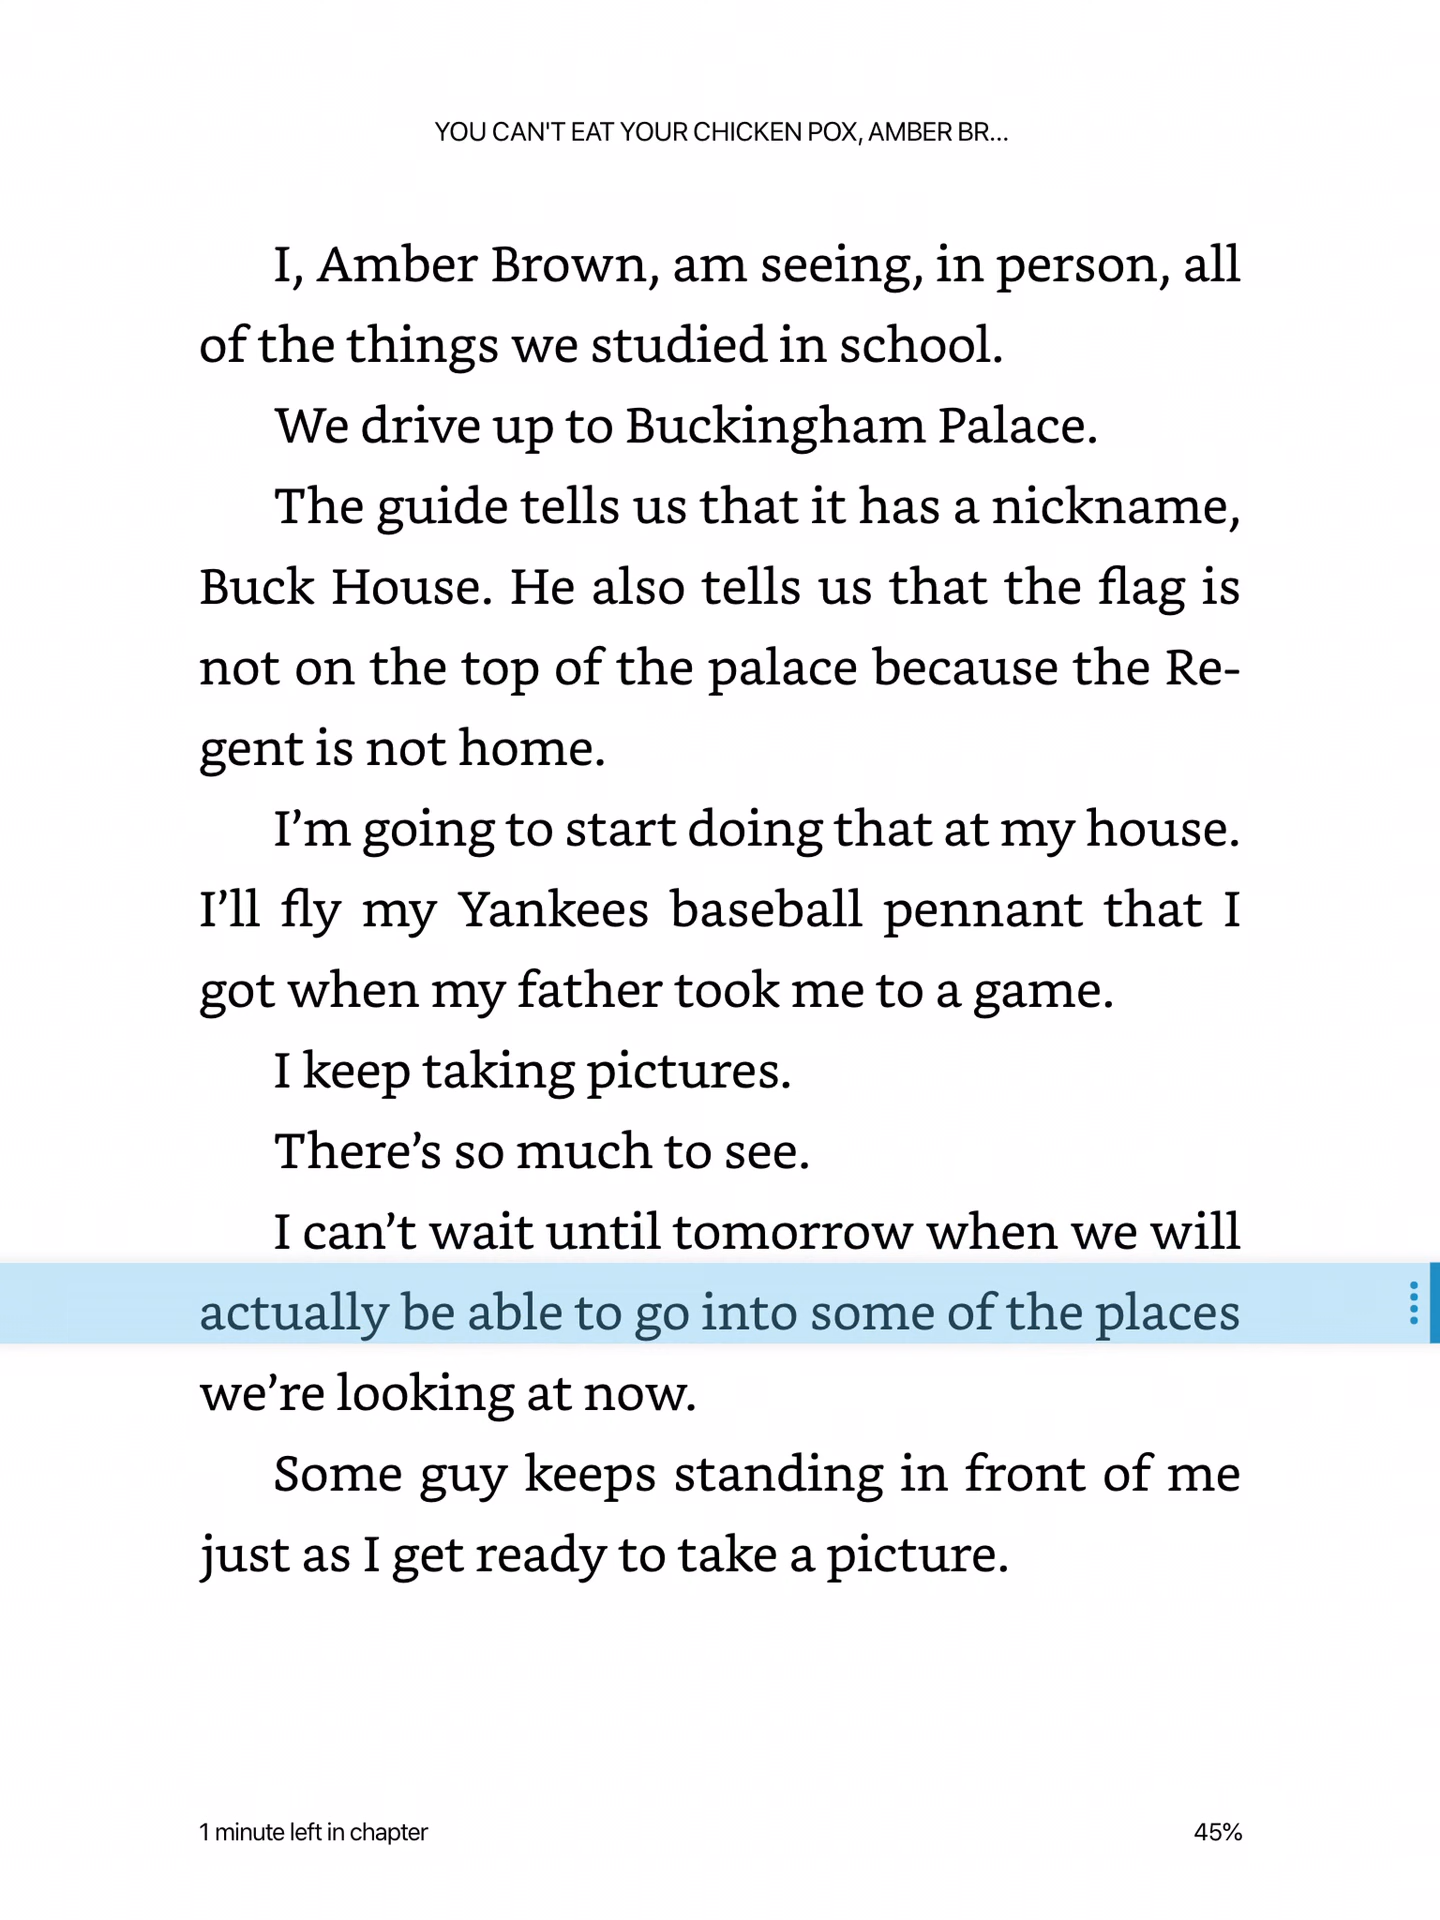 YOU CAN'T EAT YOUR CHICKEN POX, AMBER BR...
I, Amber Brown, am seeing, in person, all
of the things we studied in school.
We drive up to Buckingham Palace.
The guide tells us that it has a nickname,
Buck House. He also tells us that the flag is
not on the top of the palace because the Re-
gent is not home.
I’m going to start doing that at my house.
I’ll fly my Yankees baseball pennant that I
got when my father took me to a game.
I keep taking pictures.
There’s so much to see.
I can’t wait until tomorrow when we will
actually be able to go into some of the places
we’re looking at now.
Some guy keeps standing in front of me
just as I get ready to take a picture.
1 minute left in chapter
45%